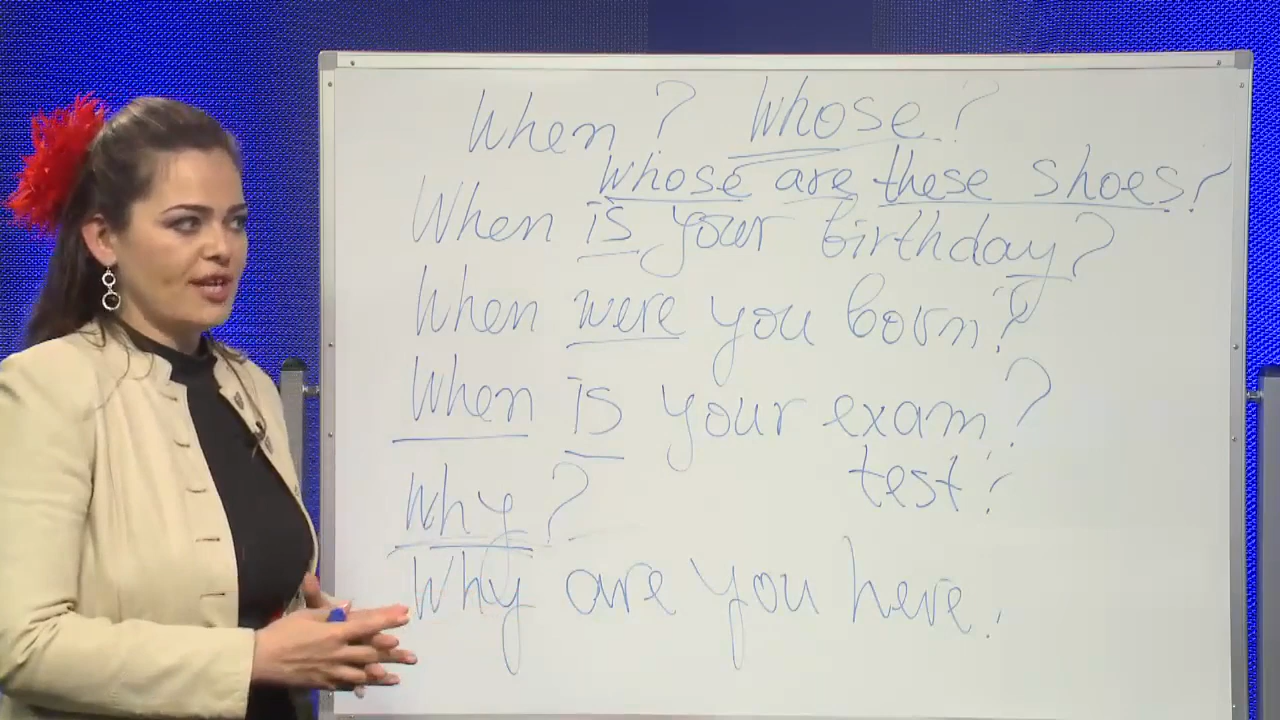 When? Whose?
whose are these shoes?
When is your birthday?
When were you born?
When is your exam?
test?
Why?
Why are you here.